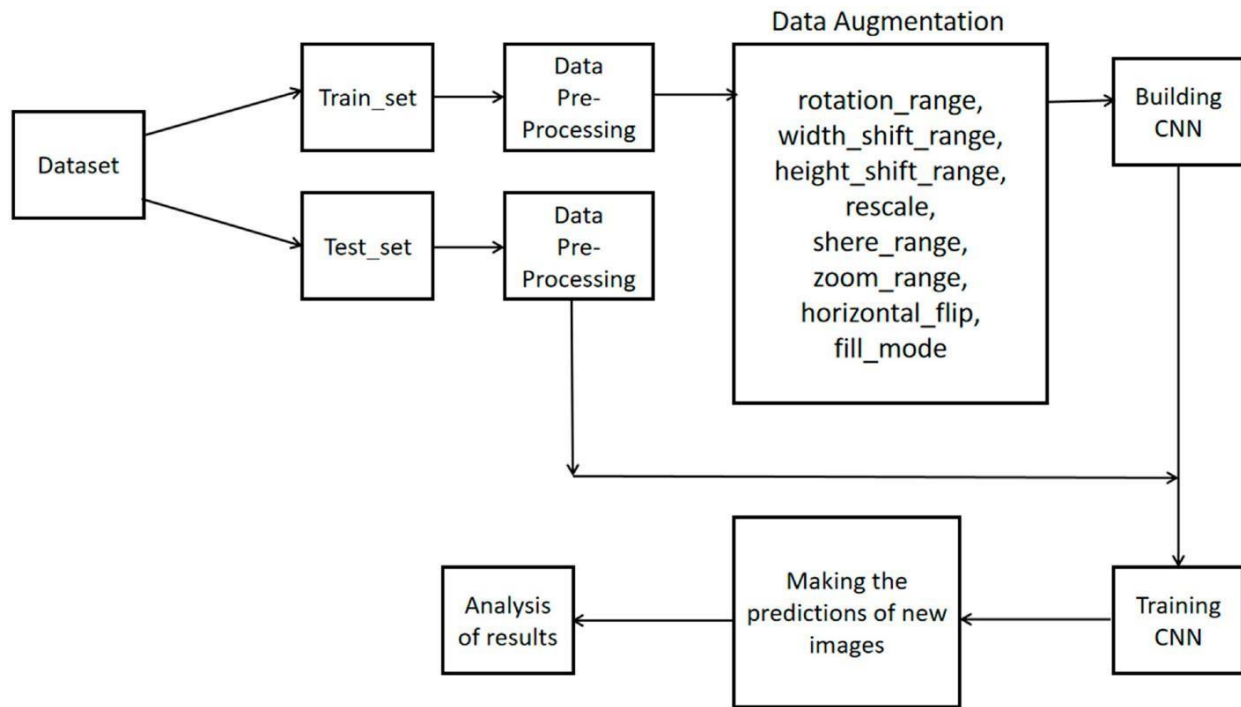 Data Augmentation
Dataset
Train_set
Data
Pre-
Processing
rotation_range,
width_shift_range,
height_shift_range,
rescale,
shere_range,
zoom_range,
horizontal_flip,
fill_mode
Building
CNN
Test_set
Data
Pre-
Processing
Analysis
of results
Making the
predictions of new
images
Training
CNN